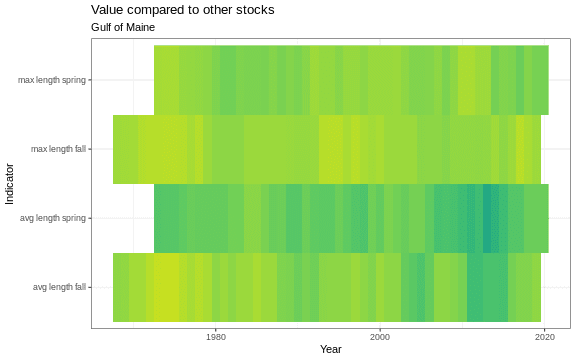 Value compared to other stocks
Gulf of Maine
max length spring
max length fall
avg length spring
avg length fall
Indicator
1980
2000
2020
Year